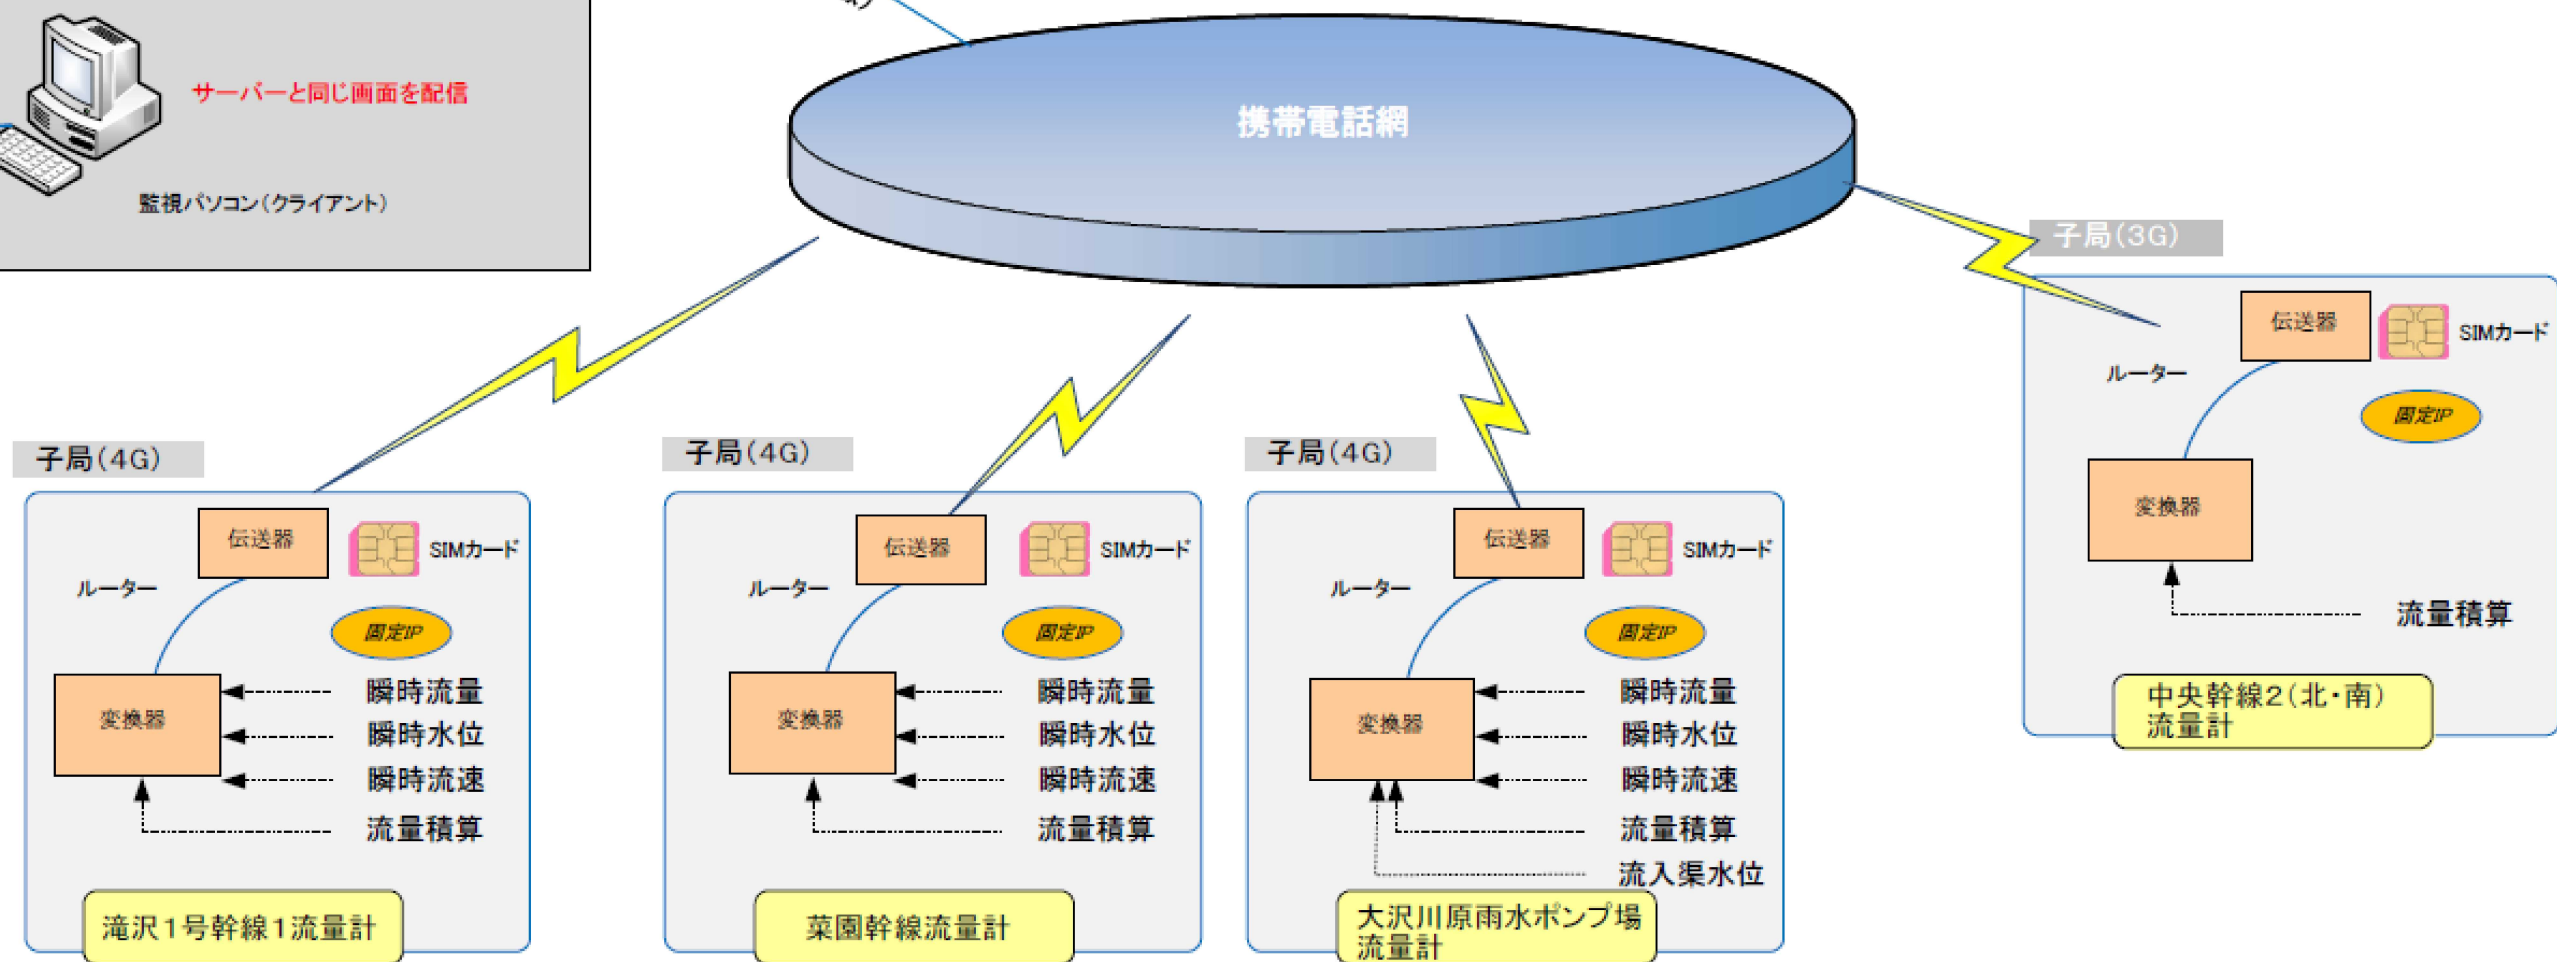 サーバーと同じ画面を配信
監視パソコン(クライアント)
携帯電話網
子局(3G)
伝送器
SIMカード
ルーター
固定IP
変換器
流量積算
中央幹線2(北・南)
流量計
子局(4G)
伝送器
SIMカード
ルーター
固定IP
変換器
瞬時流量
瞬時水位
瞬時流速
流量積算
滝沢1号幹線1流量計
子局(4G)
伝送器
SIMカード
ルーター
固定IP
変換器
瞬時流量
瞬時水位
瞬時流速
流量積算
菜園幹線流量計
子局(4G)
伝送器
SIMカード
ルーター
固定IP
変換器
瞬時流量
瞬時水位
瞬時流速
流量積算
流入渠水位
大沢川原雨水ポンプ場
流量計